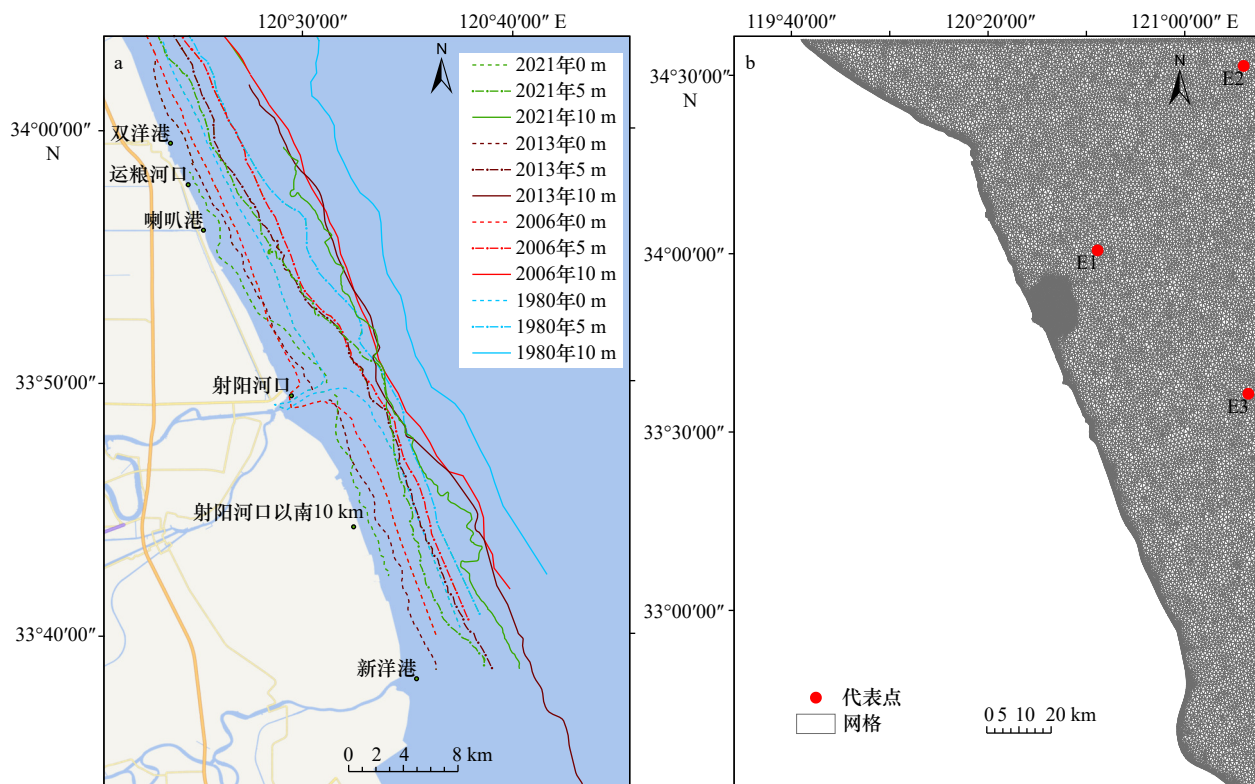 120°30′00″
120°40′00″ E
a
N
2021年0 m
2021年5 m
2021年10 m
2013年0 m
2013年5 m
2013年10 m
2006年0 m
2006年5 m
2006年10 m
1980年0 m
1980年5 m
1980年10 m
34°00′00″
N
33°50′00″
33°40′00″
双洋港
运粮河口
喇叭港
射阳河口
射阳河口以南10 km
新洋港
0 2 4 8 km
119°40′00″
120°20′00″
121°00′00″ E
b
N
34°30′00″
N
34°00′00″
33°30′00″
33°00′00″
E2
E1
E3
代表点
网格
0 5 10 20 km